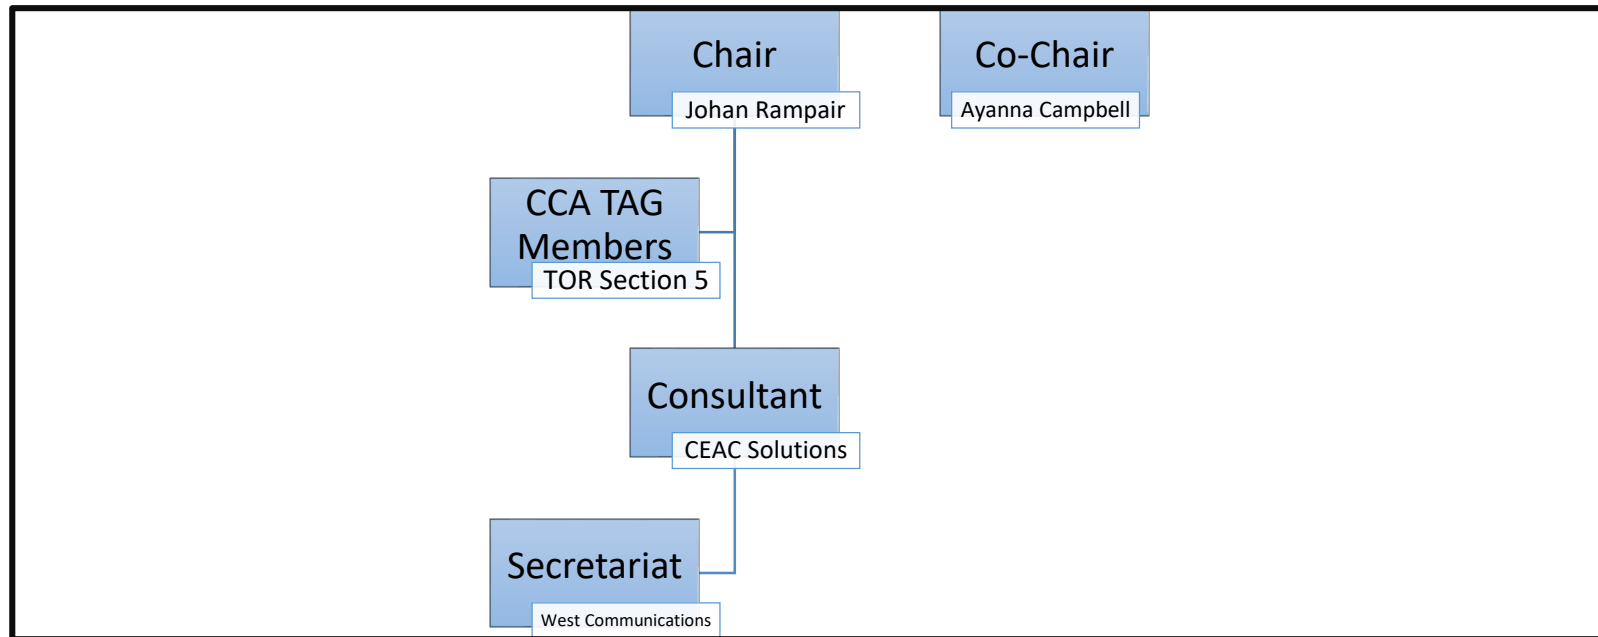 Chair
Johan Rampair
Co-Chair
Ayanna Campbell
CCA TAG
Members
TOR Section 5
Consultant
CEAC Solutions
Secretariat
West Communications